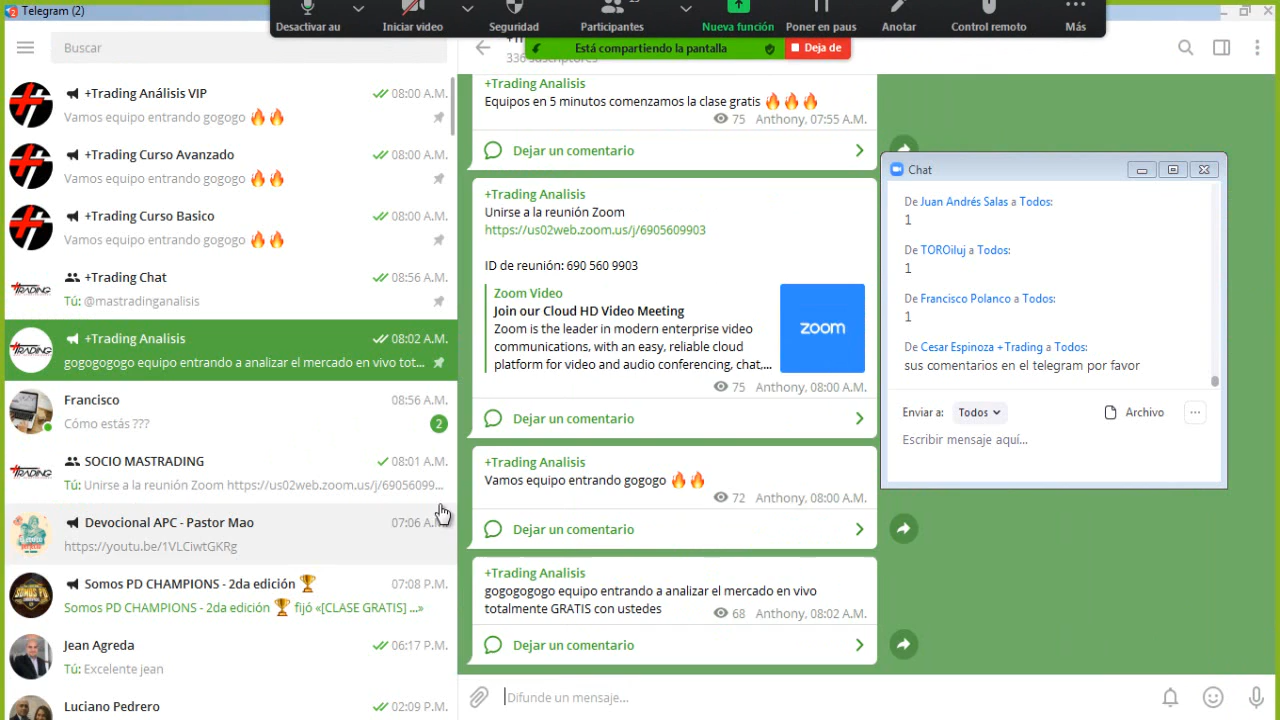 Telegram (2)
Desactivar au
Iniciar video
Seguridad
Participantes
Nueva función
Poner en paus
Anotar
Control remoto
Más
Está compartiendo la pantalla
Deja de
Buscar
+Trading Análisis VIP
08:00 A.M.
Vamos equipo entrando gogogo 🔥🔥
+Trading Curso Avanzado
08:00 A.M.
Vamos equipo entrando gogogo 🔥🔥
+Trading Curso Basico
08:00 A.M.
Vamos equipo entrando gogogo 🔥🔥
+Trading Chat
08:56 A.M.
Tú: @mastradinganalisis
+Trading Analisis
08:02 A.M.
gogogogogo equipo entrando a analizar el mercado en vivo tot...
Francisco
08:56 A.M.
Cómo estás ???
2
SOCIO MASTRADING
08:01 A.M.
Tú: Unirse a la reunión Zoom https://us02web.zoom.us/j/69056099...
Devocional APC - Pastor Mao
07:06 A.M.
https://youtu.be/1VLCiwtGKRg
Somos PD CHAMPIONS - 2da edición 🏆
07:08 P.M.
Somos PD CHAMPIONS - 2da edición 🏆 fijó «[CLASE GRATIS] ...»
Jean Agreda
06:17 P.M.
Tú: Excelente jean
Luciano Pedrero
02:09 P.M.
336 suscriptores
+Trading Analisis
Equipos en 5 minutos comenzamos la clase gratis 🔥🔥🔥
75 Anthony, 07:55 A.M.
Dejar un comentario
+Trading Analisis
Unirse a la reunión Zoom
https://us02web.zoom.us/j/6905609903
ID de reunión: 690 560 9903
Zoom Video
Join our Cloud HD Video Meeting
Zoom is the leader in modern enterprise video
communications, with an easy, reliable cloud
platform for video and audio conferencing, chat,...
zoom
75 Anthony, 08:00 A.M.
Dejar un comentario
+Trading Analisis
Vamos equipo entrando gogogo 🔥🔥
72 Anthony, 08:00 A.M.
Dejar un comentario
+Trading Analisis
gogogogogo equipo entrando a analizar el mercado en vivo
totalmente GRATIS con ustedes
68 Anthony, 08:02 A.M.
Dejar un comentario
Difunde un mensaje...
Chat
De Juan Andrés Salas a Todos:
1
De TOROiluj a Todos:
1
De Francisco Polanco a Todos:
1
De Cesar Espinoza +Trading a Todos:
sus comentarios en el telegram por favor
Enviar a: Todos
Archivo
Escribir mensaje aquí...